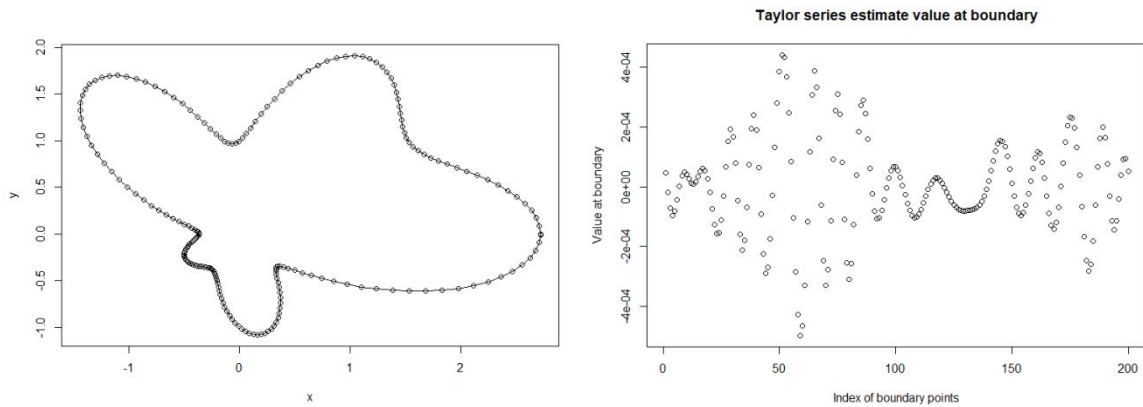 2.0
1.5
1.0
0.5
0.0
-0.5
-1.0
y
-1 0 1 2
x
Taylor series estimate value at boundary
4e-04
2e-04
0e+00
-2e-04
-4e-04
Value at boundary
0 50 100 150 200
Index of boundary points